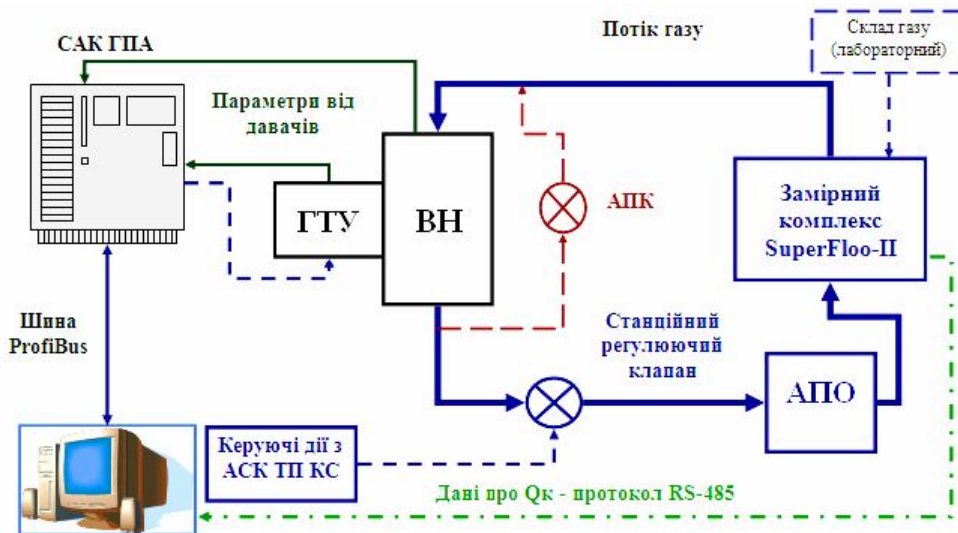 САК ГПА
Потік газу
Склад газу
(лабораторний)
Параметри від
давачів
ГТУ
ВН
АПК
Замірний
комплекс
SuperFloo-II
Шина
ProfiBus
Станційний
регулюючий
клапан
АПО
Керуючі дії з
АСК ТП КС
Дані про Qк - протокол RS-485